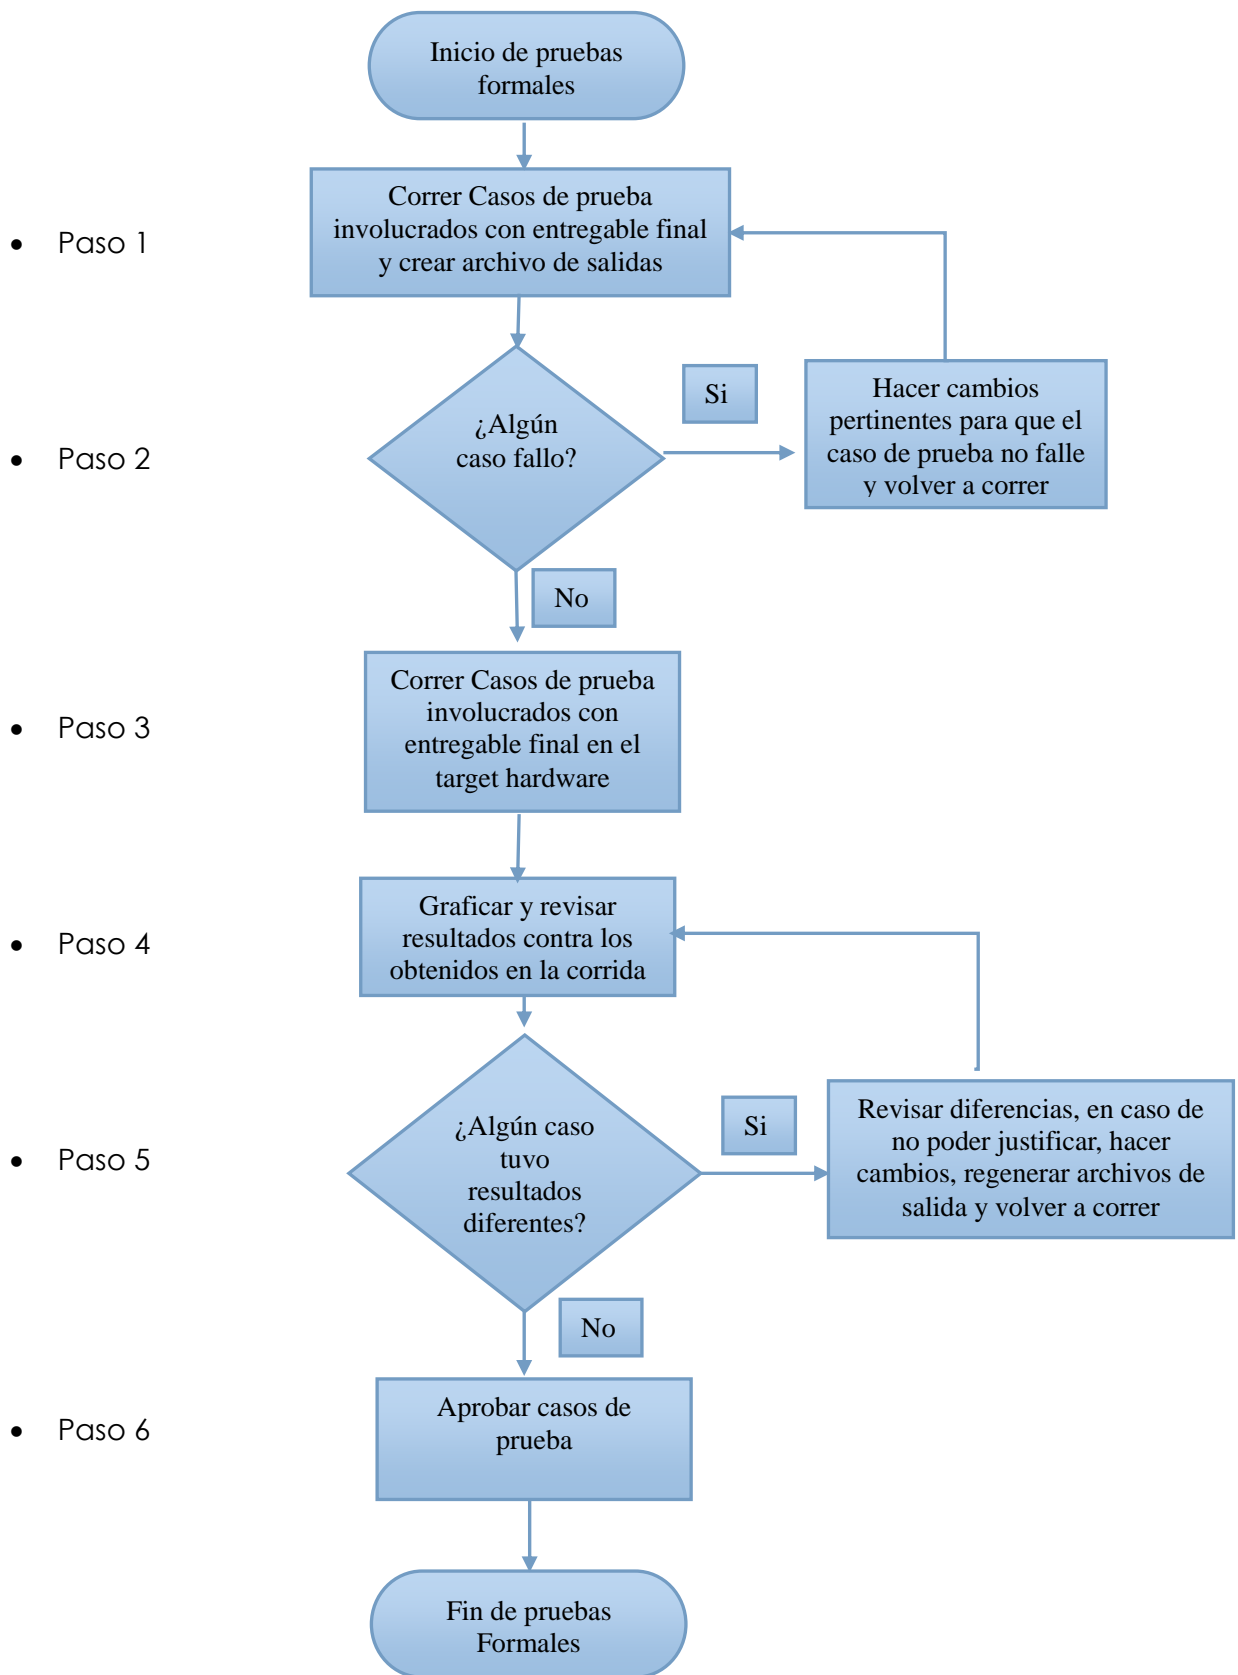 Inicio de pruebas
formales
Paso 1
Correr Casos de prueba
involucrados con entregable final
y crear archivo de salidas
Paso 2
¿Algún
caso fallo?
Si
Hacer cambios
pertinentes para que el
caso de prueba no falle
y volver a correr
No
Paso 3
Correr Casos de prueba
involucrados con
entregable final en el
target hardware
Paso 4
Graficar y revisar
resultados contra los
obtenidos en la corrida
Paso 5
¿Algún caso
tuvo
resultados
diferentes?
Si
Revisar diferencias, en caso de
no poder justificar, hacer
cambios, regenerar archivos de
salida y volver a correr
No
Paso 6
Aprobar casos de
prueba
Fin de pruebas
Formales